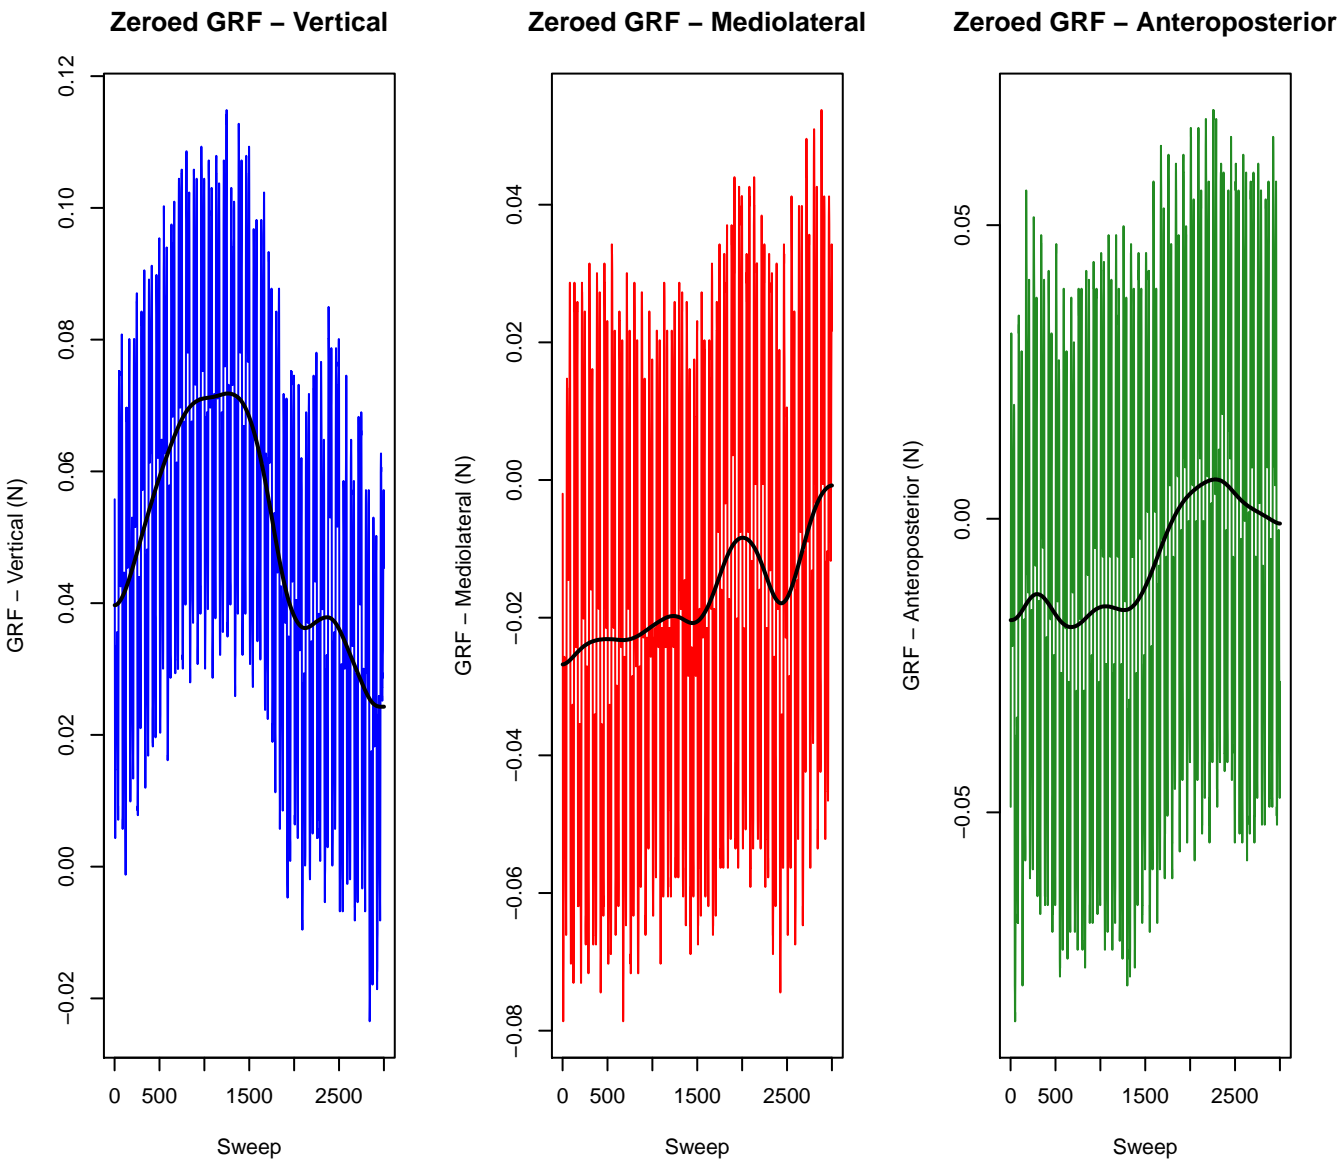 Zeroed GRF − Vertical
GRF − Vertical (N)
0.12
0.10
0.08
0.06
0.04
0.02
0.00
−0.02
0 500 1500 2500
Sweep
Zeroed GRF − Mediolateral
GRF − Mediolateral (N)
0.04
0.02
0.00
−0.02
−0.04
−0.06
−0.08
0 500 1500 2500
Sweep
Zeroed GRF − Anteroposterior
GRF − Anteroposterior (N)
0.05
0.00
−0.05
0 500 1500 2500
Sweep